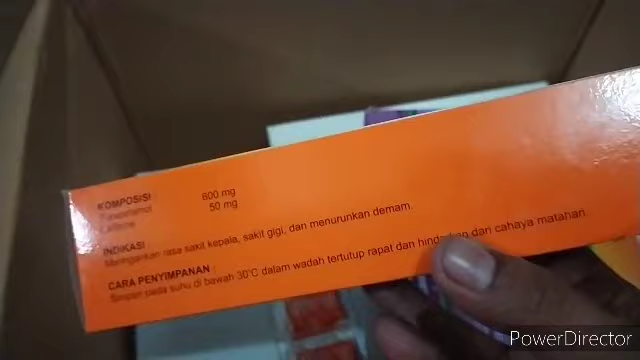 KOMPOSISI :
Paracetamol 600 mg
Caffeine 50 mg
INDIKASI :
Meringankan rasa sakit kepala, sakit gigi, dan menurunkan demam.
CARA PENYIMPANAN :
Simpan pada suhu di bawah 30°C dalam wadah tertutup rapat dan dari cahaya matahari.
PowerDirector